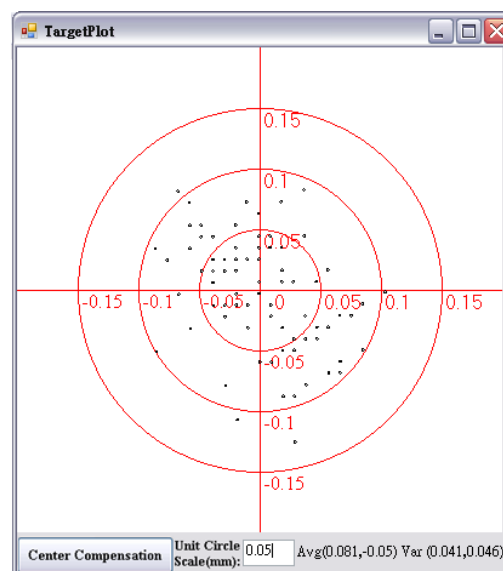 TargetPlot
0.15
0.1
0.05
-0.15 -0.1 -0.05 0 0.05 0.1 0.15
-0.05
-0.1
-0.15
Center Compensation
Unit Circle
Scale(mm): 0.05
Avg(0.081,-0.05) Var (0.041,0.046)